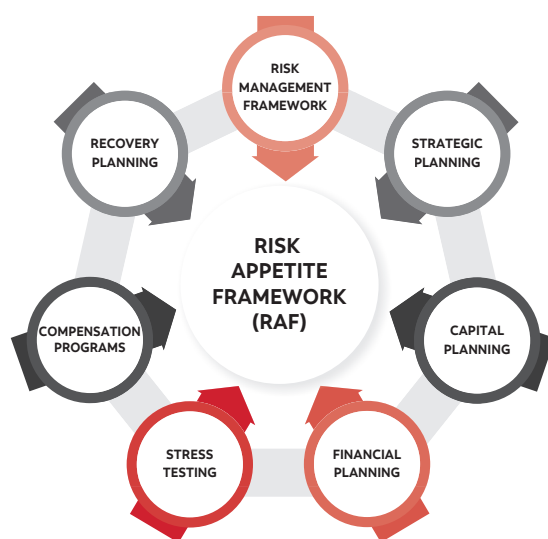 RISK
MANAGEMENT
FRAMEWORK
RECOVERY
PLANNING
STRATEGIC
PLANNING
RISK
APPETITE
FRAMEWORK
(RAF)
COMPENSATION
PROGRAMS
CAPITAL
PLANNING
STRESS
TESTING
FINANCIAL
PLANNING